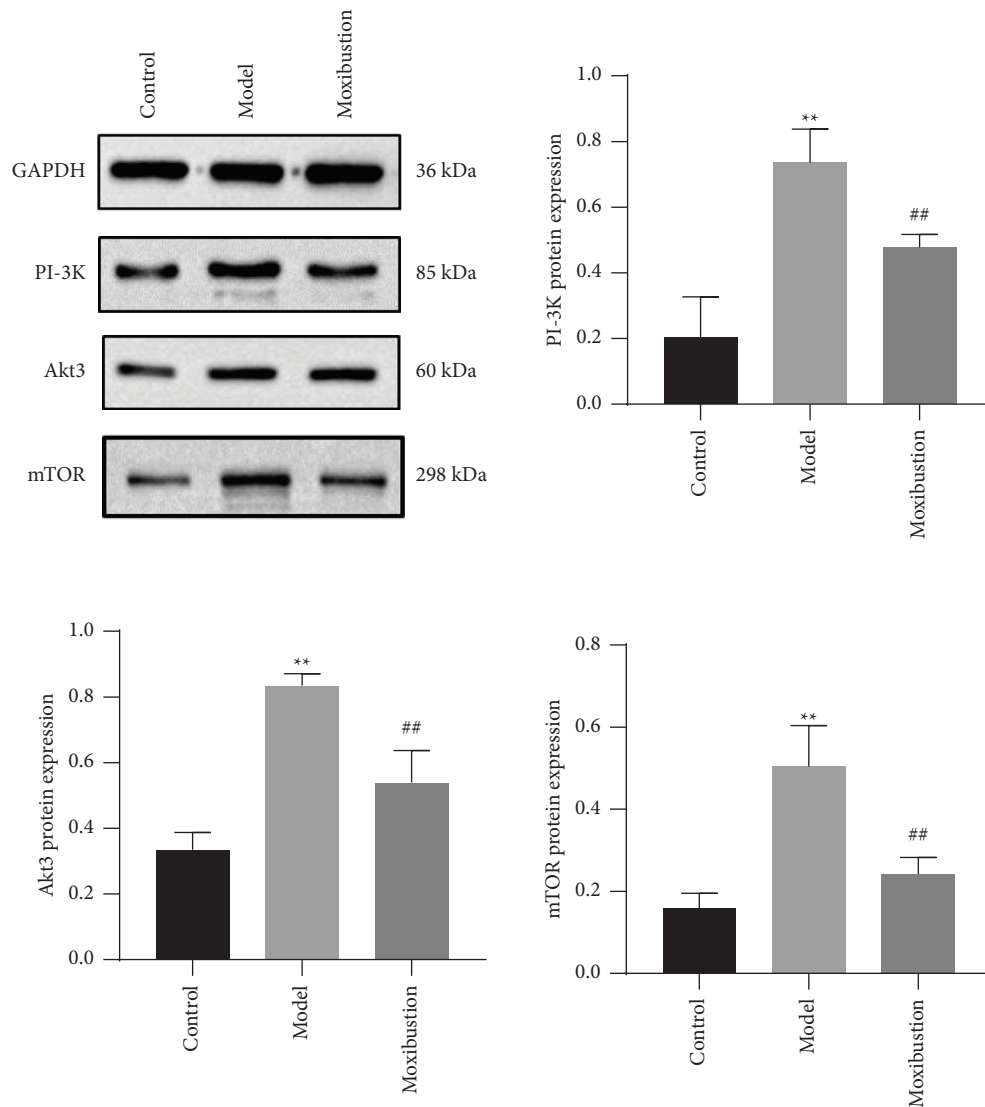 Control
Model
Moxibustion
GAPDH
36 kDa
PI-3K
85 kDa
Akt3
60 kDa
mTOR
298 kDa
PI-3K protein expression
1.0
0.8
0.6
0.4
0.2
0.0
**
##
Control
Model
Moxibustion
Akt3 protein expression
1.0
0.8
0.6
0.4
0.2
0.0
**
##
Control
Model
Moxibustion
mTOR protein expression
0.8
0.6
0.4
0.2
0.0
**
##
Control
Model
Moxibustion